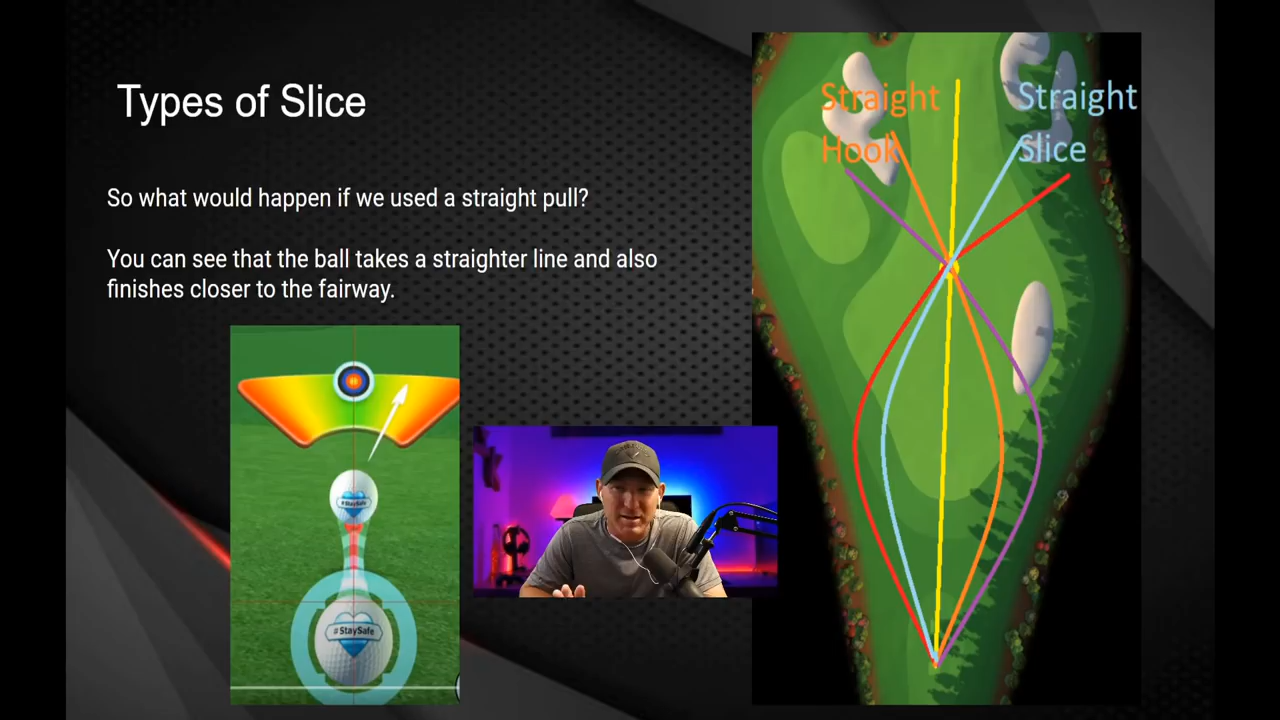 Types of Slice
So what would happen if we used a straight pull?
You can see that the ball takes a straighter line and also
finishes closer to the fairway.
#StaySafe
#StaySafe
Straight
Hook
Straight
Slice